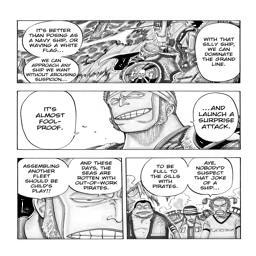 IT'S BETTER
THAN POSING AS
A NAVY SHIP, OR
WAVING A WHITE
FLAG...
WE CAN
APPROACH ANY
SHIP WE WANT
WITHOUT AROUSING
SUSPICION...
WITH THAT
SILLY SHIP,
WE CAN
DOMINATE
THE GRAND
LINE.
IT'S
ALMOST
FOOL-
PROOF.
...AND
LAUNCH A
SURPRISE
ATTACK.
ASSEMBLING
ANOTHER
FLEET
SHOULD BE
CHILD'S
PLAY!!
AND THESE
DAYS, THE
SEAS ARE
ROTTEN WITH
OUT-OF-WORK
PIRATES.
TO BE
FULL TO
THE GILLS
WITH
PIRATES.
AYE,
NOBODY'D
SUSPECT
THAT JOKE
OF A
SHIP...